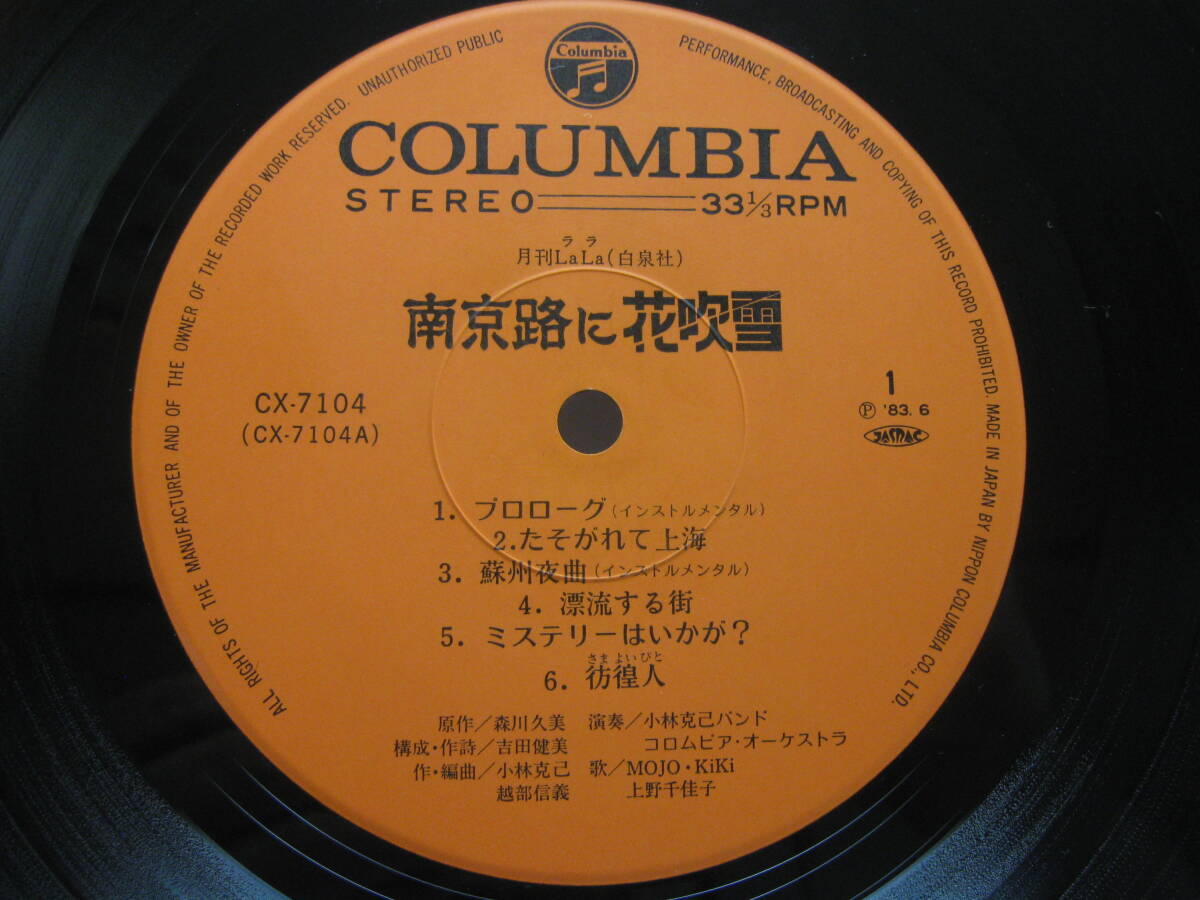 Columbia
COLUMBIA
STEREO 33 1/3 RPM
ララ
月刊LaLa(白泉社)
南京路に花吹雪
CX-7104
(CX-7104A)
1
Ⓟ '83. 6
JASRAC
1. プロローグ(インストルメンタル)
2.たそがれて上海
3. 蘇州夜曲(インストルメンタル)
4. 漂流する街
5. ミステリーはいかが?
さまよいびと
6. 彷徨人
原作/森川久美 演奏/小林克己バンド
構成・作詩/吉田健美 コロムビア・オーケストラ
作・編曲/小林克己 歌/MOJO・KiKi
越部信義 上野千佳子
ALL RIGHTS OF THE MANUFACTURER AND OF THE OWNER OF THE RECORDED WORK RESERVED. UNAUTHORIZED PUBLIC PERFORMANCE, BROADCASTING AND COPYING OF THIS RECORD PROHIBITED. MADE IN JAPAN BY NIPPON COLUMBIA CO., LTD.